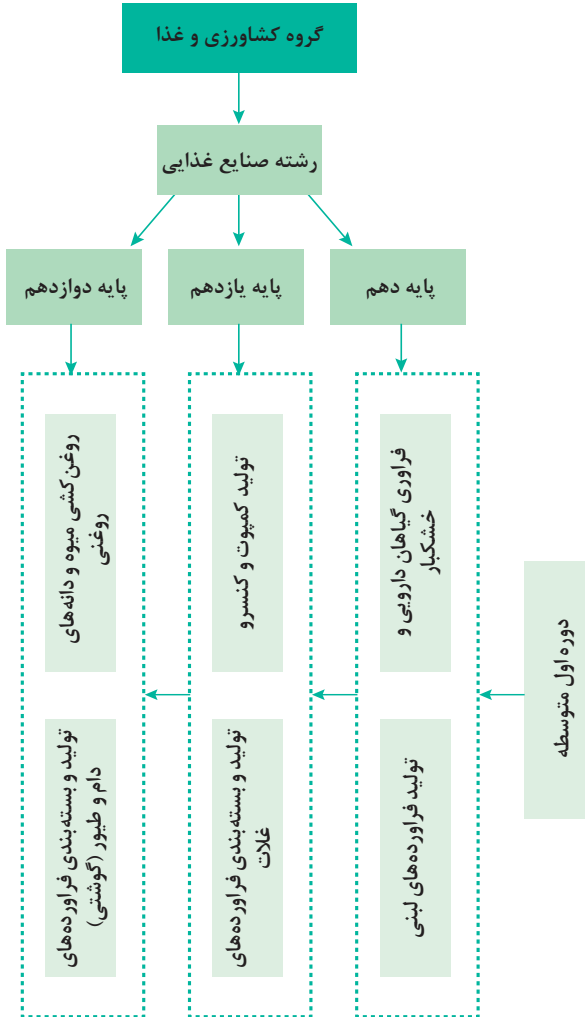 گروه کشاورزی و غذا
رشته صنایع غذایی
پایه دهم
پایه یازدهم
پایه دوازدهم
دوره اول متوسطه
فراوری گیاهان دارویی و
خشکبار
تولید فراورده‌های لبنی
تولید کمپوت و کنسرو
تولید و بسته‌بندی فراورده‌های
غلات
روغن‌کشی میوه و دانه‌های
روغنی
تولید و بسته‌بندی فراورده‌های
دام و طیور (گوشتی)